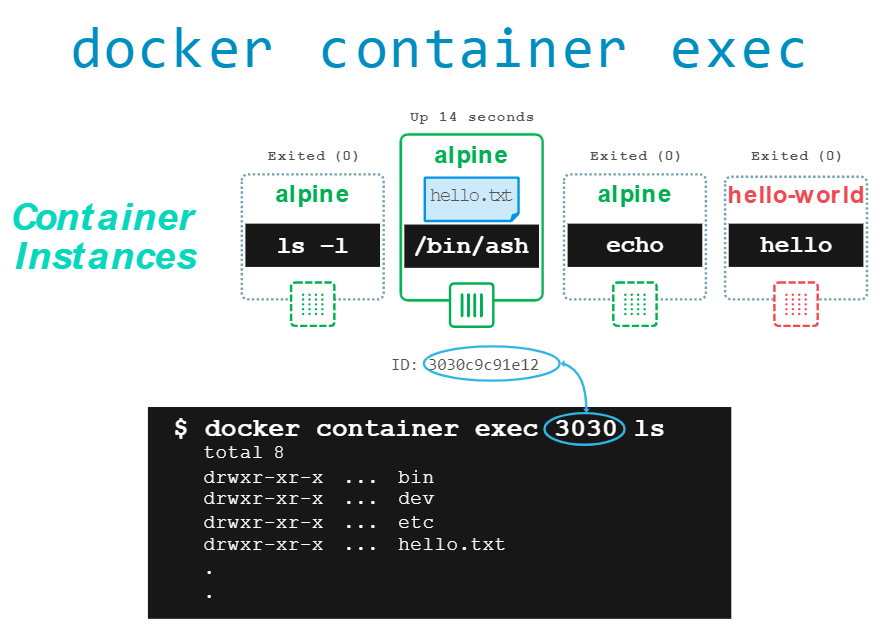 docker container exec
Up 14 seconds
Exited (0)
alpine
ls -l
alpine
hello.txt
/bin/ash
Exited (0)
alpine
echo
Exited (0)
hello-world
hello
Container
Instances
ID: 3030c9c91e12
$ docker container exec 3030 ls
total 8
drwxr-xr-x ... bin
drwxr-xr-x ... dev
drwxr-xr-x ... etc
drwxr-xr-x ... hello.txt
.
.